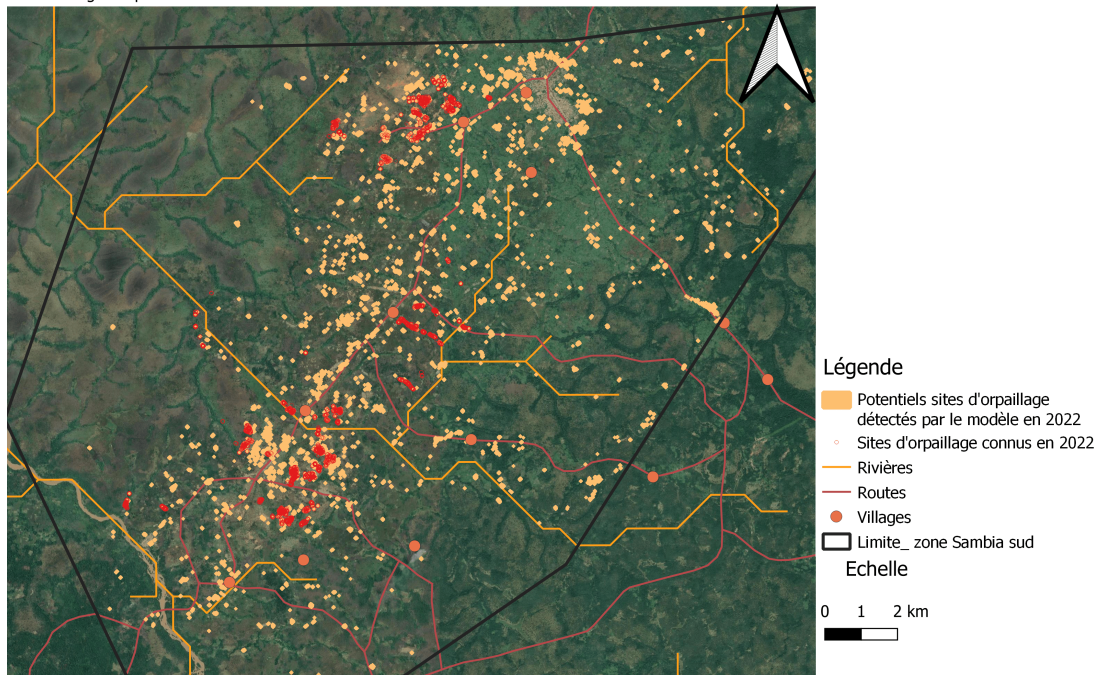 Légende
Potentiels sites d'orpaillage
détectés par le modèle en 2022
Sites d'orpaillage connus en 2022
Rivières
Routes
Villages
Limite_ zone Sambia sud
Echelle
0 1 2 km